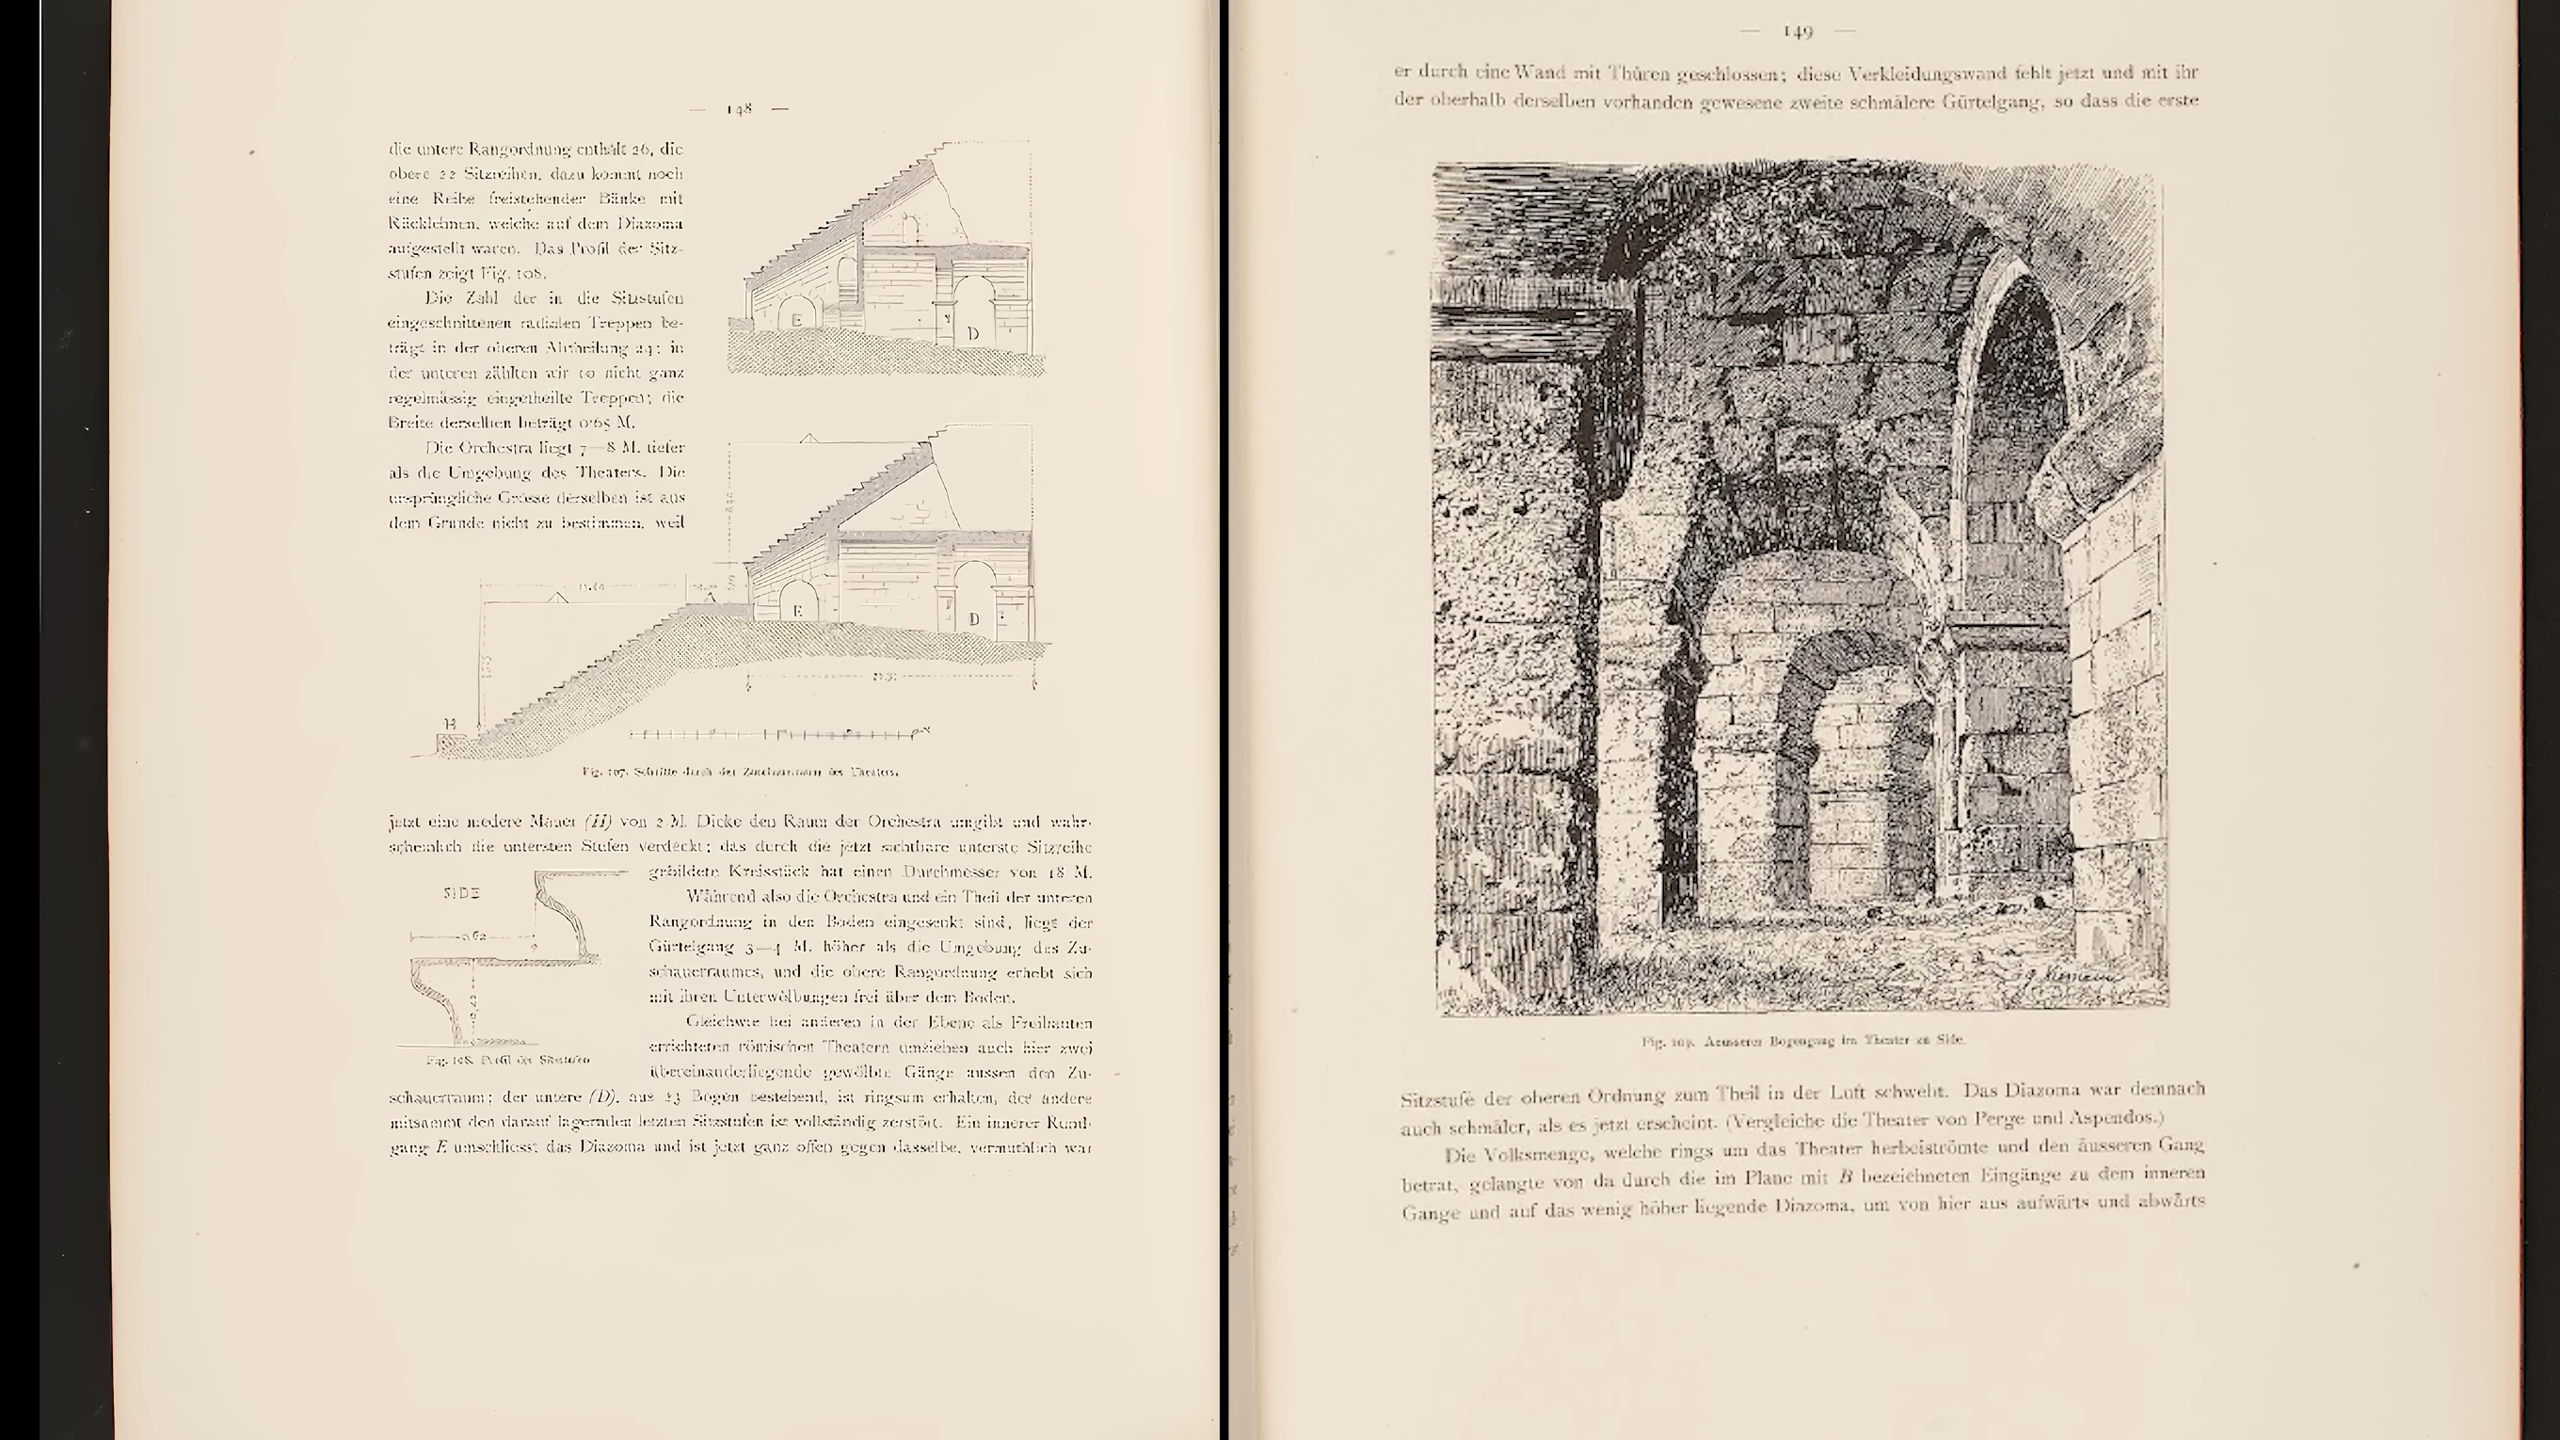 — 148 —
die untere Rangordnung enthält 26, die
obere 22 Sitzreihen, dazu kommt noch
eine Reihe freistehender Bänke mit
Rücklehnen, welche auf dem Diazoma
aufgestellt waren. Das Profil der Sitz-
stufen zeigt Fig. 108.
Die Zahl der in die Sitzstufen
eingeschnittenen radialen Treppen be-
trägt in der oberen Abtheilung 24; in
der unteren zählten wir 10 nicht ganz
regelmässig eingetheilte Treppen; die
Breite derselben beträgt 0·65 M.
Die Orchestra liegt 7—8 M. tiefer
als die Umgebung des Theaters. Die
ursprüngliche Grösse derselben ist aus
dem Grunde nicht zu bestimmen, weil
E
D
E
D
H
Fig. 107. Schnitte durch den Zuschauerraum des Theaters.
jetzt eine niedere Mauer (H) von 2 M. Dicke den Raum der Orchestra umgibt und wahr-
scheinlich die untersten Stufen verdeckt; das durch die jetzt sichtbare unterste Sitzreihe
gebildete Kreisstück hat einen Durchmesser von 18 M.
Während also die Orchestra und ein Theil der unteren
Rangordnung in den Boden eingesenkt sind, liegt der
Gürtelgang 3—4 M. höher als die Umgebung des Zu-
schauerraumes, und die obere Rangordnung erhebt sich
mit ihren Unterwölbungen frei über dem Boden.
Gleichwie bei anderen in der Ebene als Freibauten
errichteten römischen Theatern umziehen auch hier zwei
übereinanderliegende gewölbte Gänge aussen den Zu-
SIDE
Fig. 108. Profil der Sitzstufen
schauerraum; der untere (D), aus 23 Bogen bestehend, ist ringsum erhalten, der andere
mitsammt den darauf lagernden letzten Sitzstufen ist vollständig zerstört. Ein innerer Rund-
gang E umschliesst das Diazoma und ist jetzt ganz offen gegen dasselbe, vermuthlich war
— 149 —
er durch eine Wand mit Thüren geschlossen; diese Verkleidungswand fehlt jetzt und mit ihr
der oberhalb derselben vorhanden gewesene zweite schmälere Gürtelgang, so dass die erste
G Niemann
Fig. 109. Aeusserer Bogengang im Theater zu Side.
Sitzstufe der oberen Ordnung zum Theil in der Luft schwebt. Das Diazoma war demnach
auch schmäler, als es jetzt erscheint. (Vergleiche die Theater von Perge und Aspendos.)
Die Volksmenge, welche rings um das Theater herbeiströmte und den äusseren Gang
betrat, gelangte von da durch die im Plane mit B bezeichneten Eingänge zu dem inneren
Gange und auf das wenig höher liegende Diazoma, um von hier aus aufwärts und abwärts